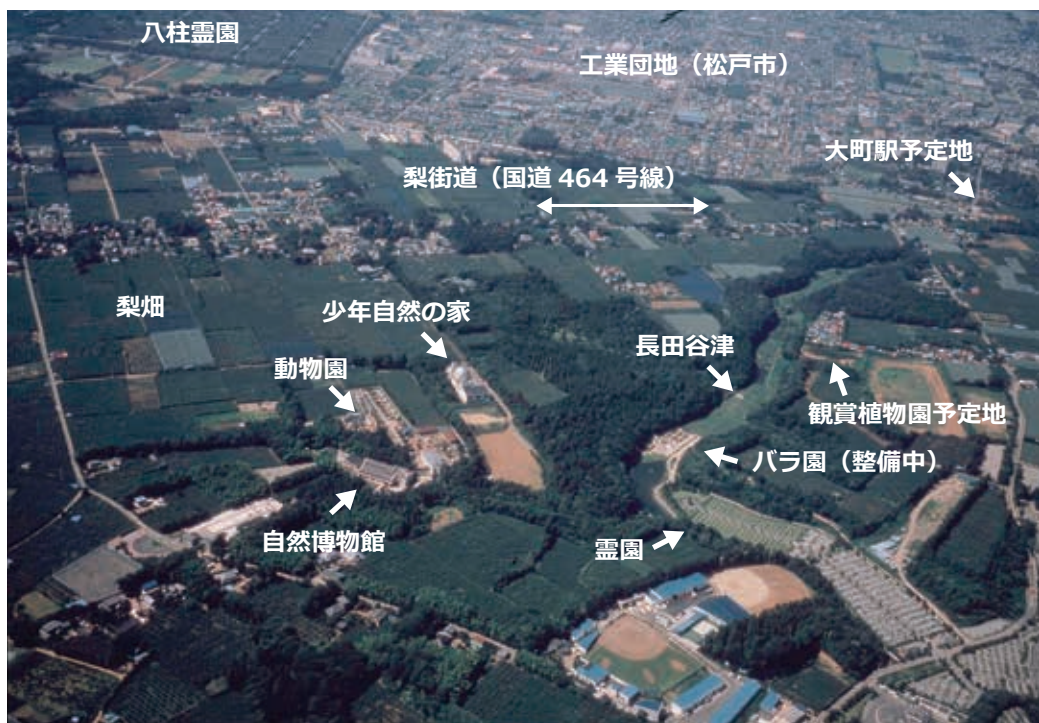 八柱霊園
工業団地（松戸市）
大町駅予定地
梨街道（国道 464 号線）
梨畑
少年自然の家
長田谷津
動物園
観賞植物園予定地
バラ園（整備中）
自然博物館
霊園